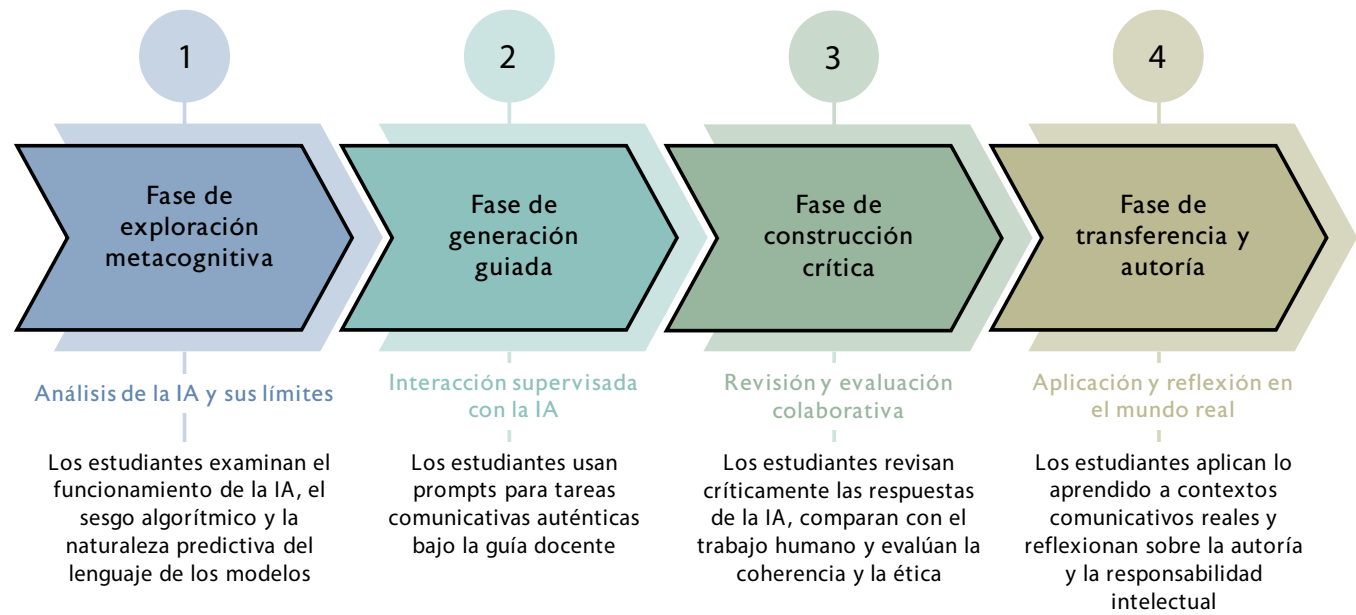 1
Fase de
exploración
metacognitiva
Análisis de la IA y sus límites
Los estudiantes examinan el
funcionamiento de la IA, el
sesgo algorítmico y la
naturaleza predictiva del
lenguaje de los modelos
2
Fase de
generación
guiada
Interacción supervisada
con la IA
Los estudiantes usan
prompts para tareas
comunicativas auténticas
bajo la guía docente
3
Fase de
construcción
crítica
Revisión y evaluación
colaborativa
Los estudiantes revisan
críticamente las respuestas
de la IA, comparan con el
trabajo humano y evalúan la
coherencia y la ética
4
Fase de
transferencia y
autoría
Aplicación y reflexión en
el mundo real
Los estudiantes aplican lo
aprendido a contextos
comunicativos reales y
reflexionan sobre la autoría
y la responsabilidad
intelectual